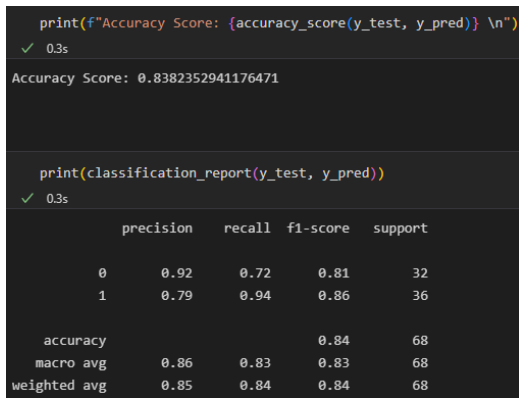 print(f"Accuracy Score: {accuracy_score(y_test, y_pred)} \n")
✓ 0.3s
Accuracy Score: 0.8382352941176471
print(classification_report(y_test, y_pred))
✓ 0.3s
precision recall f1-score support
0 0.92 0.72 0.81 32
1 0.79 0.94 0.86 36
accuracy 0.84 68
macro avg 0.86 0.83 0.83 68
weighted avg 0.85 0.84 0.84 68